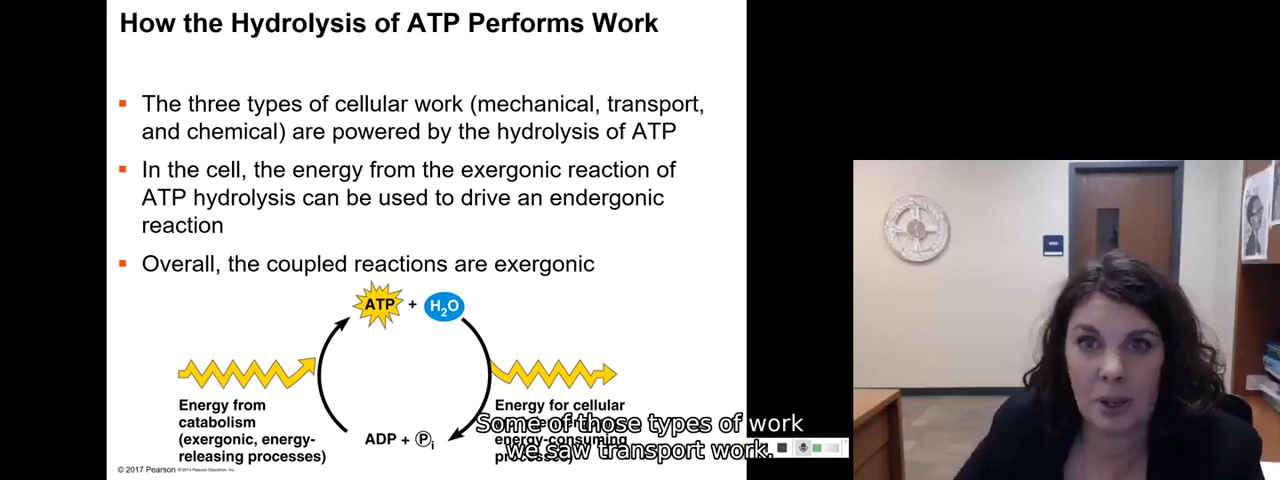 How the Hydrolysis of ATP Performs Work
The three types of cellular work (mechanical, transport,
and chemical) are powered by the hydrolysis of ATP
In the cell, the energy from the exergonic reaction of
ATP hydrolysis can be used to drive an endergonic
reaction
Overall, the coupled reactions are exergonic
ATP + H₂O
Energy from
catabolism
(exergonic, energy-
releasing processes)
ADP + Pᵢ
Energy for cellular
energy-consuming
Some of those types of work
we saw transport work.
© 2017 Pearson